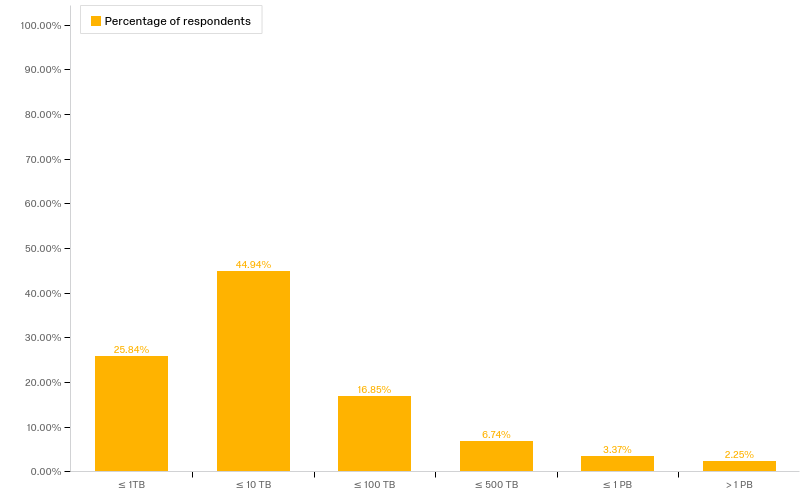 Percentage of respondents
100.00%
90.00%
80.00%
70.00%
60.00%
50.00%
40.00%
30.00%
20.00%
10.00%
0.00%
25.84%
44.94%
16.85%
6.74%
3.37%
2.25%
≤ 1TB
≤ 10 TB
≤ 100 TB
≤ 500 TB
≤ 1 PB
> 1 PB